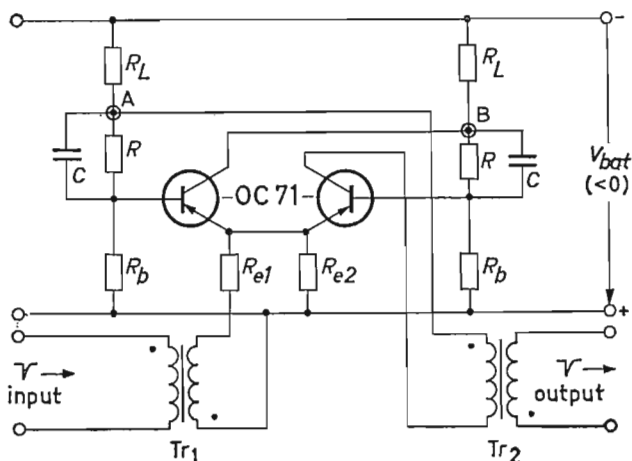 -
R_L
R_L
A
B
C
R
R
C
V_bat
(<0)
-OC 71-
R_b
R_e1
R_e2
R_b
+
input
output
Tr_1
Tr_2